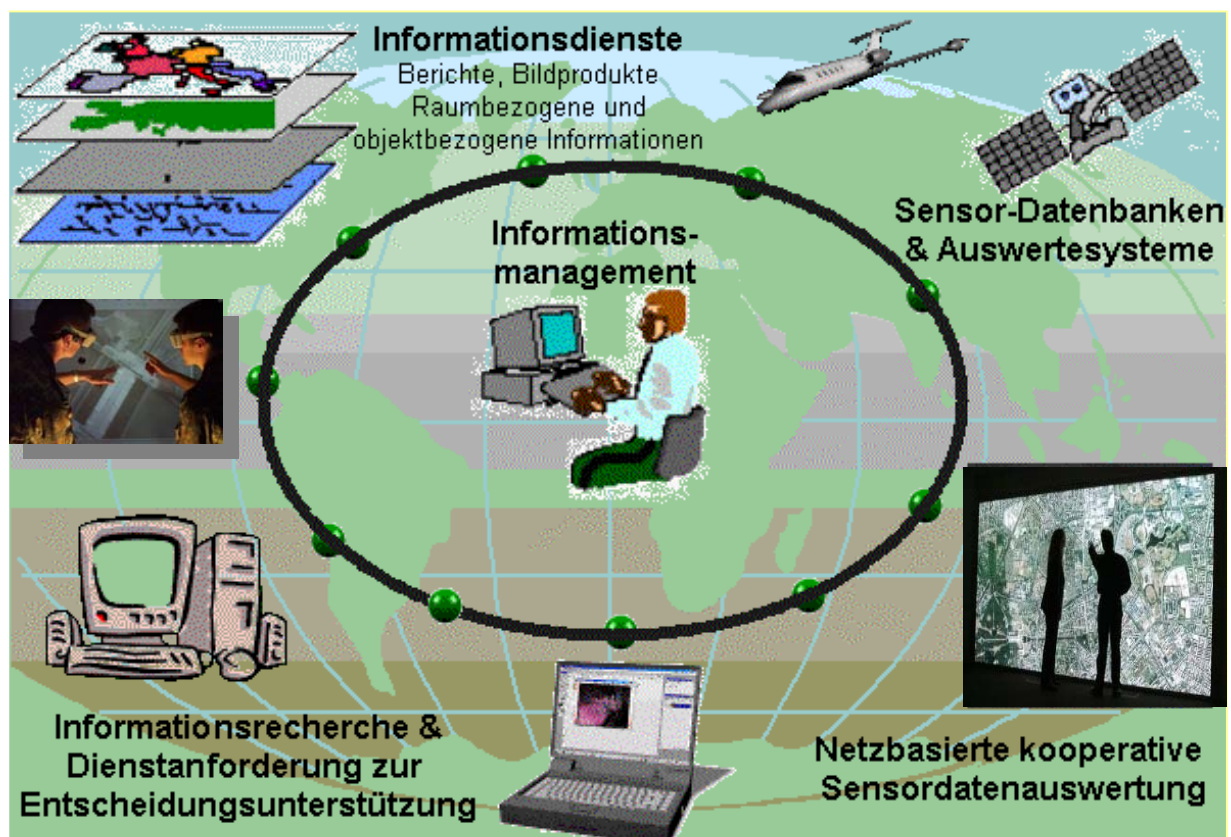 Informationsdienste
Berichte, Bildprodukte
Raumbezogene und
objektbezogene Informationen
Sensor-Datenbanken
& Auswertesysteme
Informations-
management
Informationsrecherche &
Dienstanforderung zur
Entscheidungsunterstützung
Netzbasierte kooperative
Sensordatenauswertung